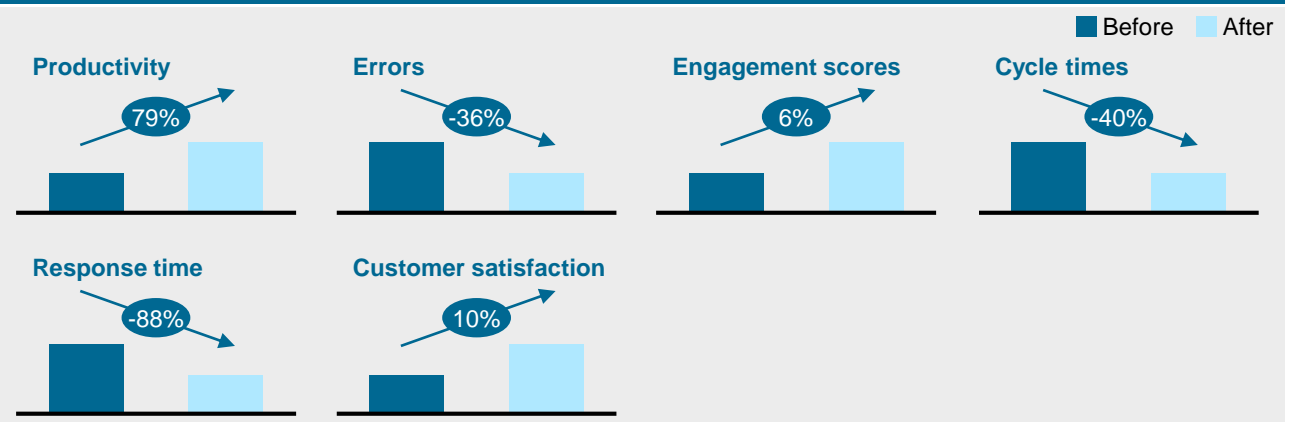 Before After
Productivity Errors Engagement scores Cycle times
79% -36% 6% -40%
Response time Customer satisfaction
-88% 10%